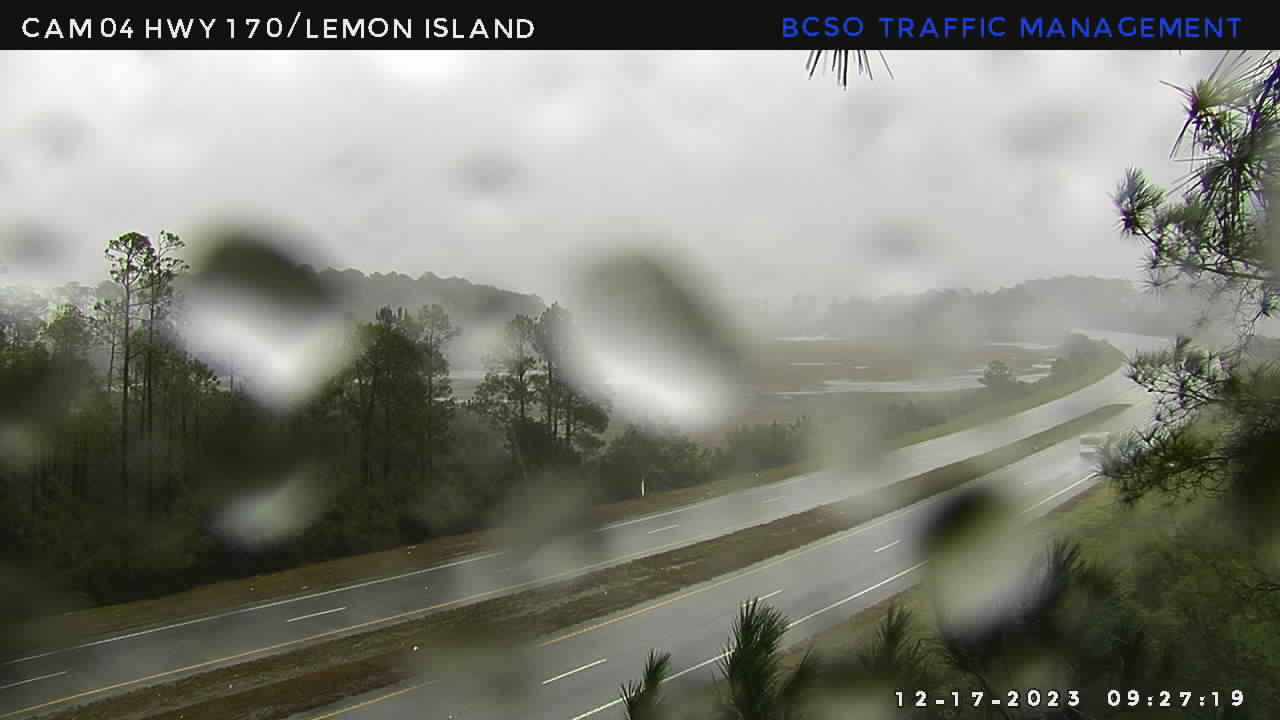 CAM04 HWY 170/LEMON ISLAND BCSO TRAFFIC MANAGEMENT
12-17-2023 09:27:19